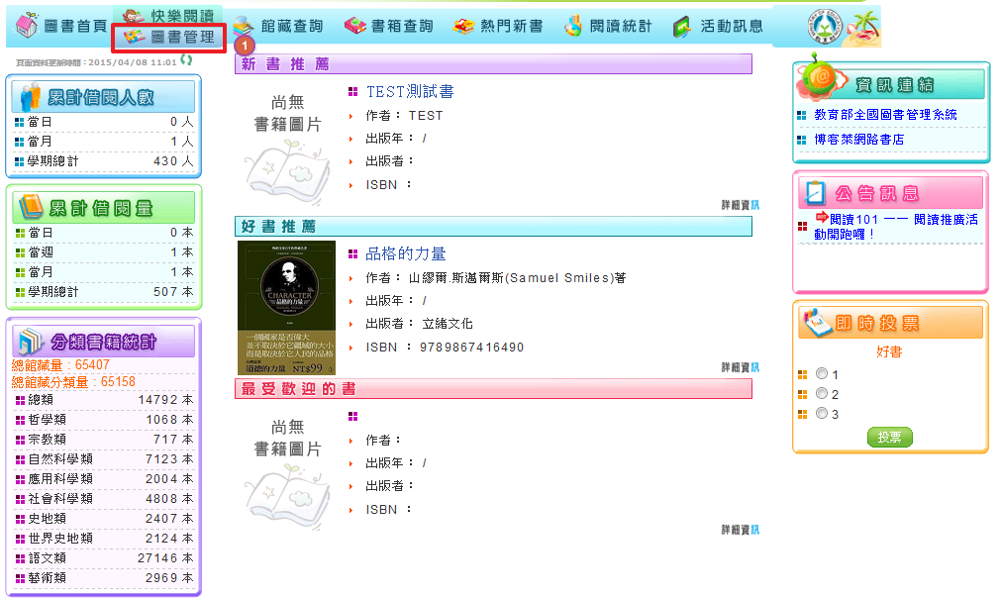 圖書首頁
快樂閱讀
圖書管理
1
館藏查詢
書箱查詢
熱門新書
閱讀統計
活動訊息
頁面資料更新時間：2015/04/08 11:01
累計借閱人數
當日 0 人
當月 1 人
學期總計 430 人
累計借閱量
當日 0 本
當週 1 本
當月 1 本
學期總計 507 本
分類書籍統計
總館藏量：65407
總館藏分類量：65158
總類 14792 本
哲學類 1068 本
宗教類 717 本
自然科學類 7123 本
應用科學類 2004 本
社會科學類 4808 本
史地類 2407 本
世界史地類 2124 本
語文類 27146 本
藝術類 2969 本
新書推薦
尚無
書籍圖片
TEST測試書
作者： TEST
出版年： /
出版者：
ISBN ：
詳細資訊
好書推薦
CHARACTER
品格的力量
SAMUEL SMILES
一個國家是否偉大
並不取決於它疆域的大小
而是取決於它人民的品格
道德的力量 NT$99
品格的力量
作者： 山繆爾.斯邁爾斯(Samuel Smiles)著
出版年： /
出版者： 立緒文化
ISBN ： 9789867416490
詳細資訊
最受歡迎的書
尚無
書籍圖片
作者：
出版年： /
出版者：
ISBN ：
詳細資訊
資訊連結
教育部全國圖書管理系統
博客萊網路書店
公告訊息
閱讀101 一一 閱讀推廣活
動開跑囉！
即時投票
好書
1
2
3
投票